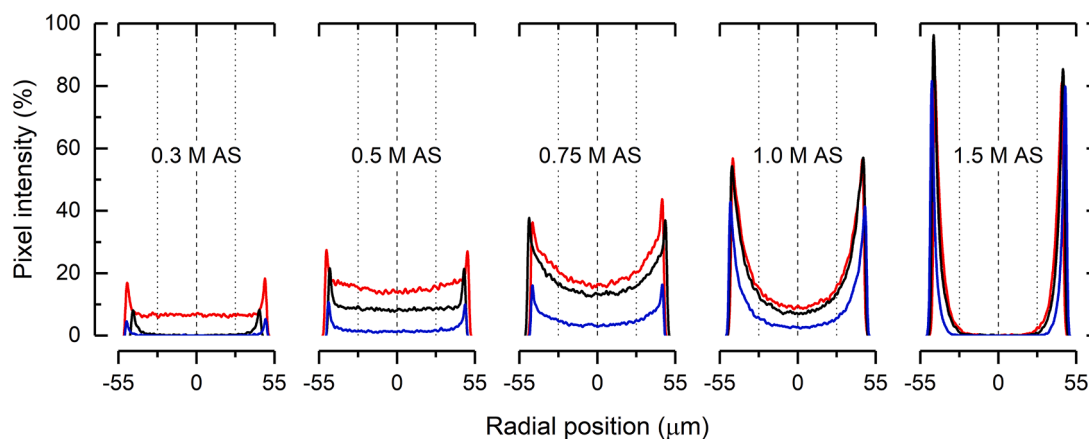 100
80
60
40
20
0
Pixel intensity (%)
0.3 M AS
0.5 M AS
0.75 M AS
1.0 M AS
1.5 M AS
-55 0 55
-55 0 55
-55 0 55
-55 0 55
-55 0 55
Radial position (μm)